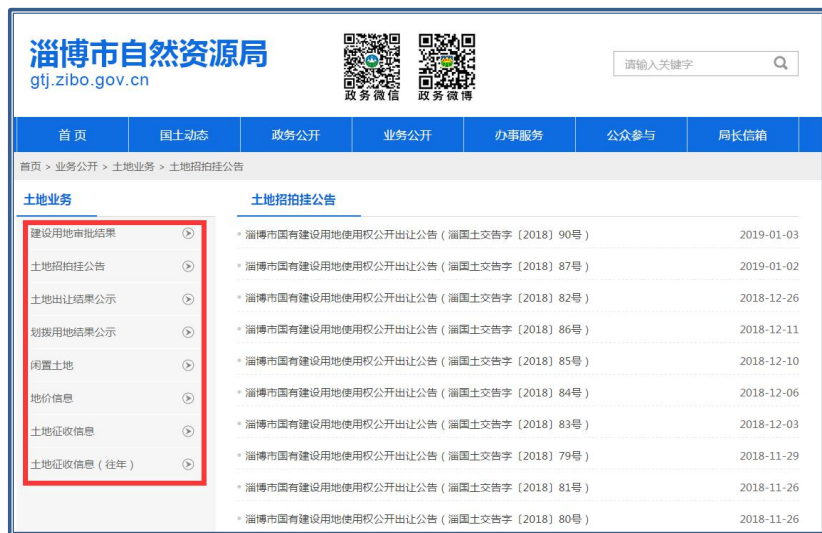 淄博市自然资源局
gtj.zibo.gov.cn
政务微信
政务微博
请输入关键字
首页 国土动态 政务公开 业务公开 办事服务 公众参与 局长信箱
首页 > 业务公开 > 土地业务 > 土地招拍挂公告
土地业务
建设用地审批结果
土地招拍挂公告
土地出让结果公示
划拨用地结果公示
闲置土地
地价信息
土地征收信息
土地征收信息（往年）
土地招拍挂公告
淄博市国有建设用地使用权公开出让公告（淄国土交告字〔2018〕90号） 2019-01-03
淄博市国有建设用地使用权公开出让公告（淄国土交告字〔2018〕87号） 2019-01-02
淄博市国有建设用地使用权公开出让公告（淄国土交告字〔2018〕82号） 2018-12-26
淄博市国有建设用地使用权公开出让公告（淄国土交告字〔2018〕86号） 2018-12-11
淄博市国有建设用地使用权公开出让公告（淄国土交告字〔2018〕85号） 2018-12-10
淄博市国有建设用地使用权公开出让公告（淄国土交告字〔2018〕84号） 2018-12-06
淄博市国有建设用地使用权公开出让公告（淄国土交告字〔2018〕83号） 2018-12-03
淄博市国有建设用地使用权公开出让公告（淄国土交告字〔2018〕79号） 2018-11-29
淄博市国有建设用地使用权公开出让公告（淄国土交告字〔2018〕81号） 2018-11-26
淄博市国有建设用地使用权公开出让公告（淄国土交告字〔2018〕80号） 2018-11-26